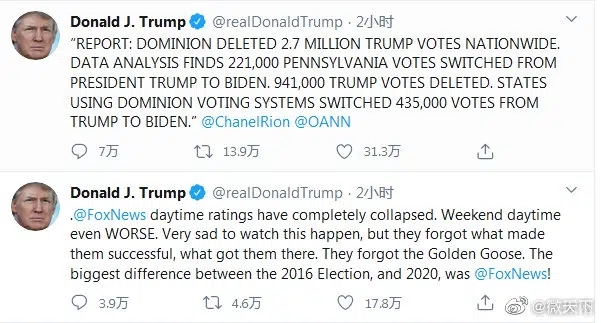 Donald J. Trump @realDonaldTrump · 2小时
“REPORT: DOMINION DELETED 2.7 MILLION TRUMP VOTES NATIONWIDE.
DATA ANALYSIS FINDS 221,000 PENNSYLVANIA VOTES SWITCHED FROM
PRESIDENT TRUMP TO BIDEN. 941,000 TRUMP VOTES DELETED. STATES
USING DOMINION VOTING SYSTEMS SWITCHED 435,000 VOTES FROM
TRUMP TO BIDEN.” @ChanelRion @OANN
7万 13.9万 31.3万
Donald J. Trump @realDonaldTrump · 2小时
.@FoxNews daytime ratings have completely collapsed. Weekend daytime
even WORSE. Very sad to watch this happen, but they forgot what made
them successful, what got them there. They forgot the Golden Goose. The
biggest difference between the 2016 Election, and 2020, was @FoxNews!
3.9万 4.6万 17.8万
@微天下